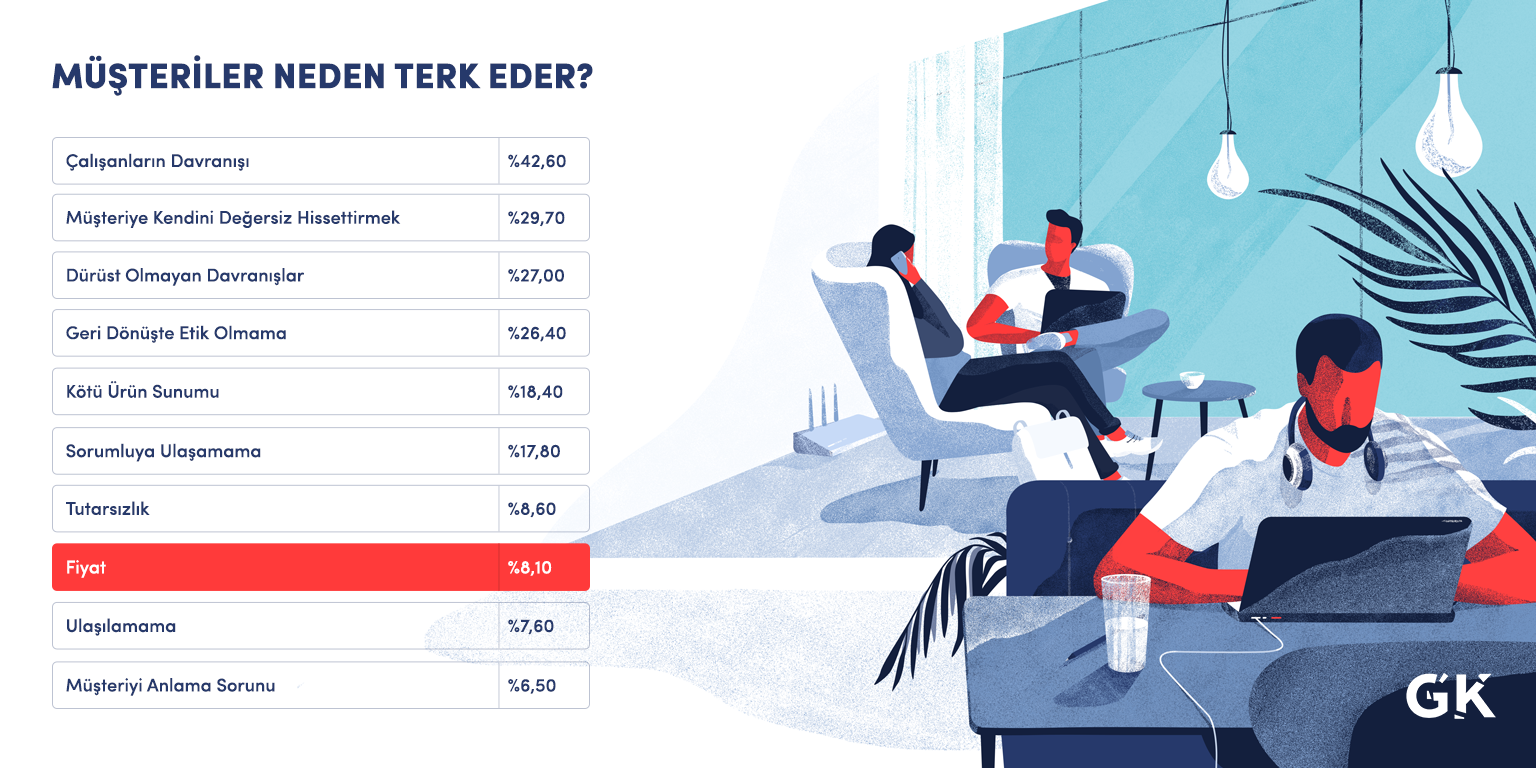 MÜŞTERİLER NEDEN TERK EDER?
Çalışanların Davranışı %42,60
Müşteriye Kendini Değersiz Hissettirmek %29,70
Dürüst Olmayan Davranışlar %27,00
Geri Dönüşte Etik Olmama %26,40
Kötü Ürün Sunumu %18,40
Sorumluya Ulaşamama %17,80
Tutarsızlık %8,60
Fiyat %8,10
Ulaşılamama %7,60
Müşteriyi Anlama Sorunu %6,50
GK